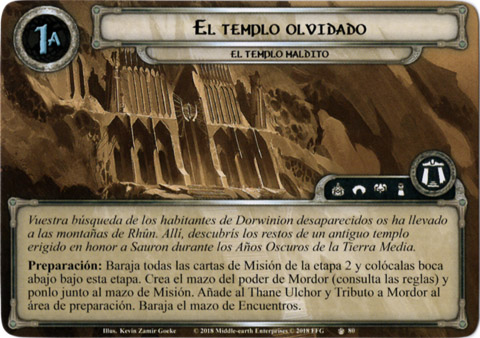 1A
El templo olvidado
El templo maldito
Vuestra búsqueda de los habitantes de Dorwinion desaparecidos os ha llevado
a las montañas de Rhûn. Allí, descubrís los restos de un antiguo templo
erigido en honor a Sauron durante los Años Oscuros de la Tierra Media.
Preparación: Baraja todas las cartas de Misión de la etapa 2 y colócalas boca
abajo bajo esta etapa. Crea el mazo del poder de Mordor (consulta las reglas) y
ponlo junto al mazo de Misión. Añade al Thane Ulchor y Tributo a Mordor al
área de preparación. Baraja el mazo de Encuentros.
Illus. Kevin Zamir Goeke © 2018 Middle-earth Enterprises © 2018 FFG 80